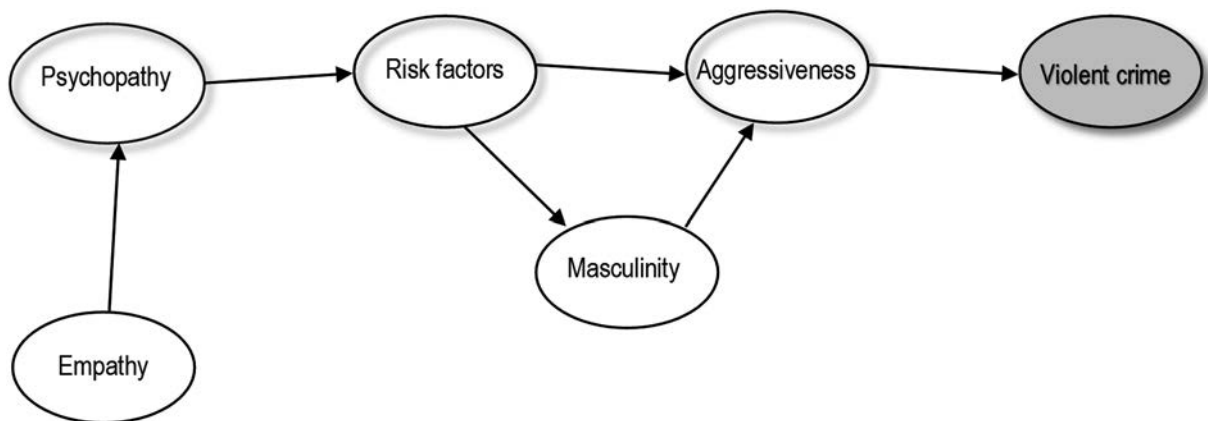 Psychopathy
Risk factors
Aggressiveness
Violent crime
Masculinity
Empathy